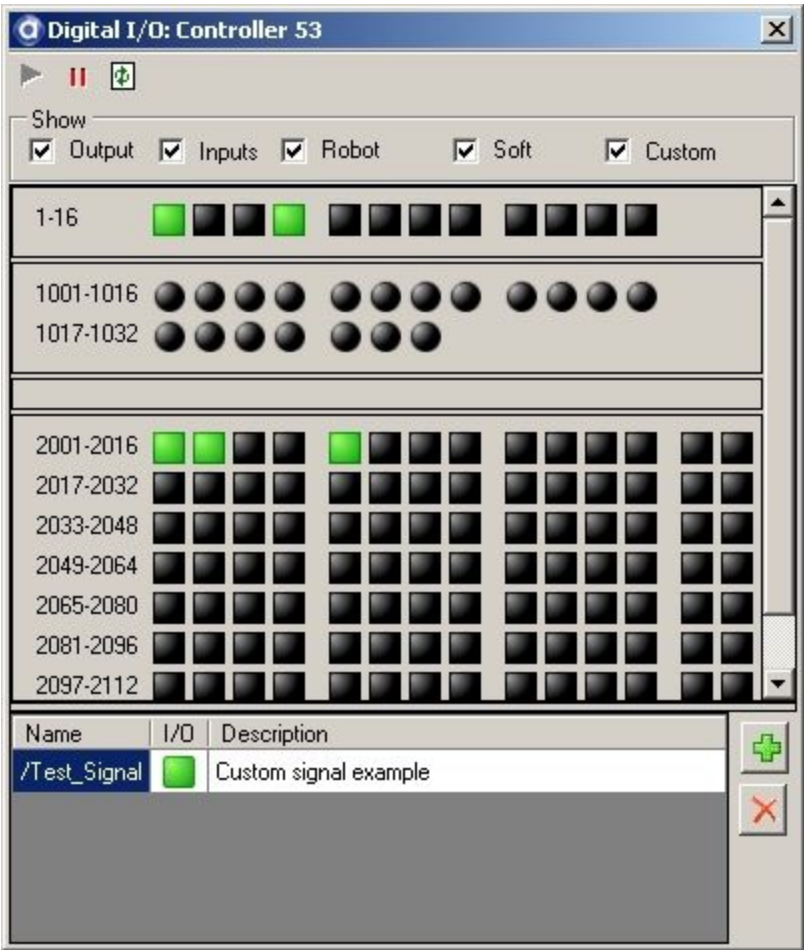 Digital I/O: Controller 53
Show
Output Inputs Robot Soft Custom
1-16
1001-1016
1017-1032
2001-2016
2017-2032
2033-2048
2049-2064
2065-2080
2081-2096
2097-2112
Name I/O Description
/Test_Signal Custom signal example